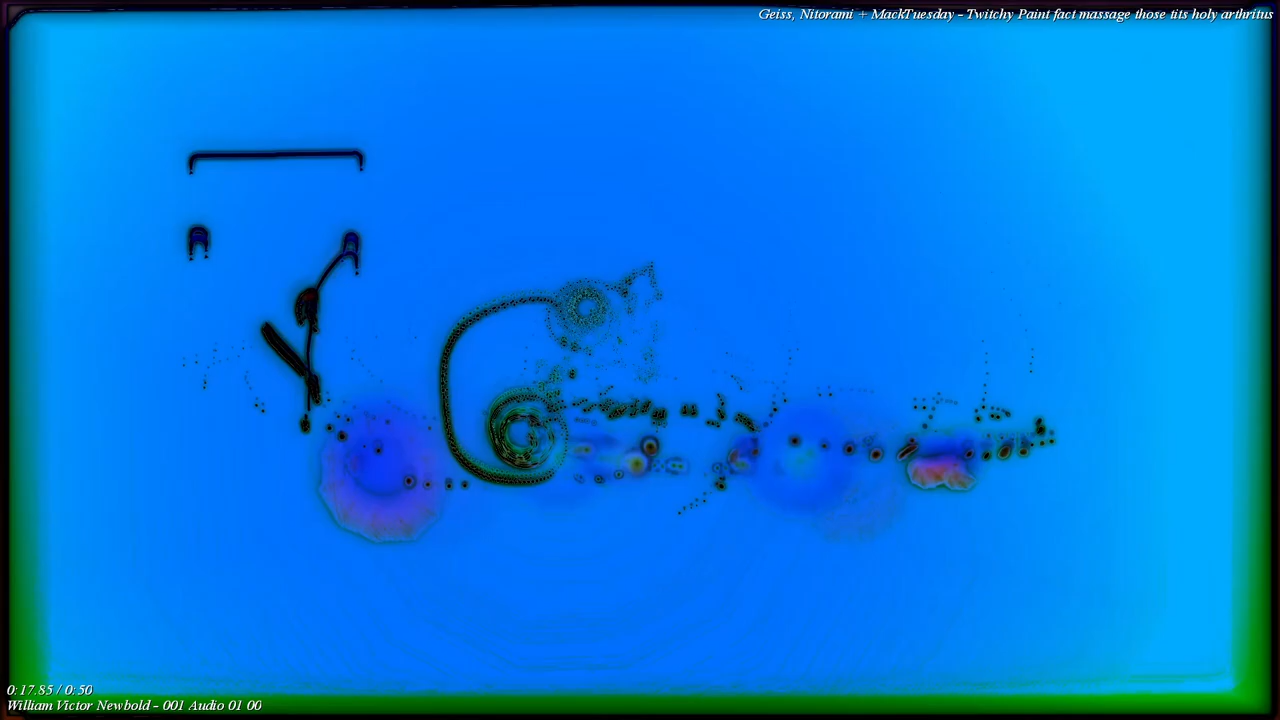 Geiss, Nitorami + MackTuesday - Twitchy Paint fact massage those tits holy arthritus
0:17.85 / 0:50
William Victor Newbold - 001 Audio 01 00